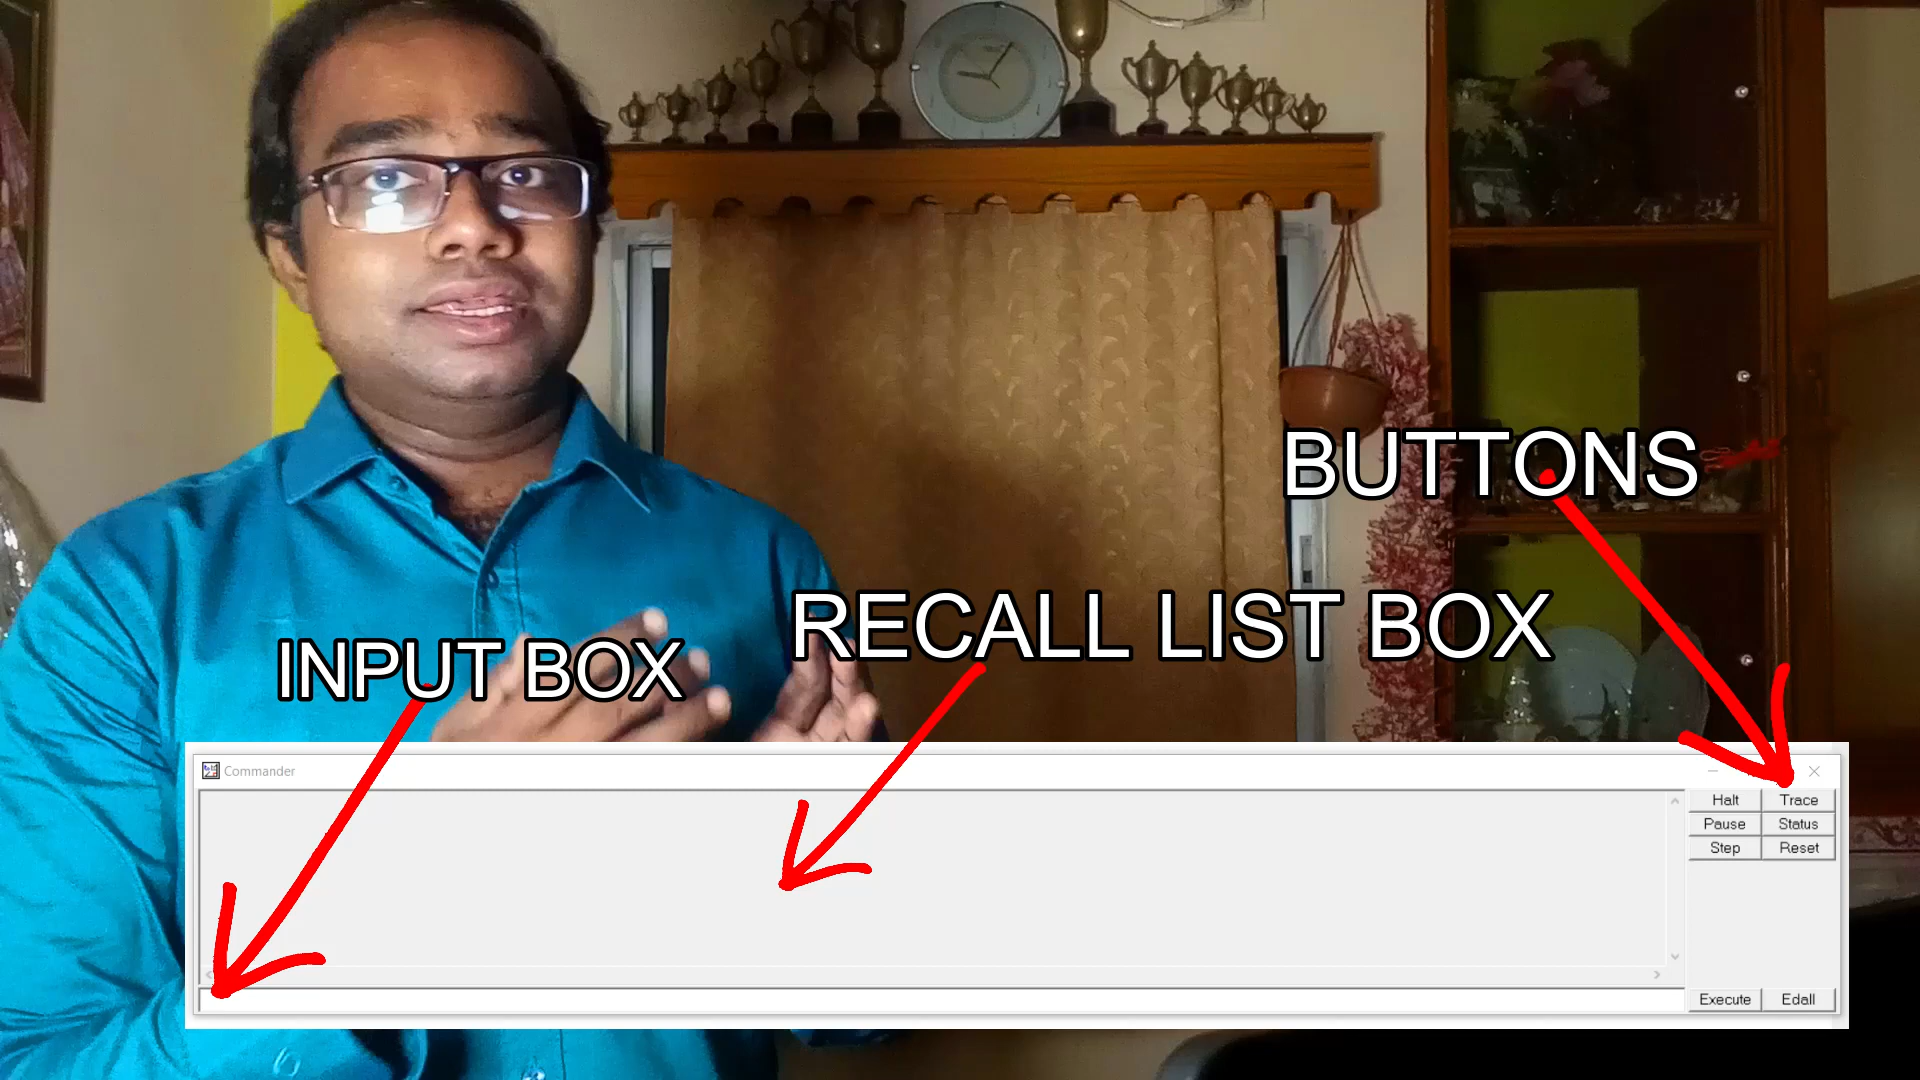 BUTTONS
RECALL LIST BOX
INPUT BOX
Commander
Halt Trace
Pause Status
Step Reset
Execute Edall